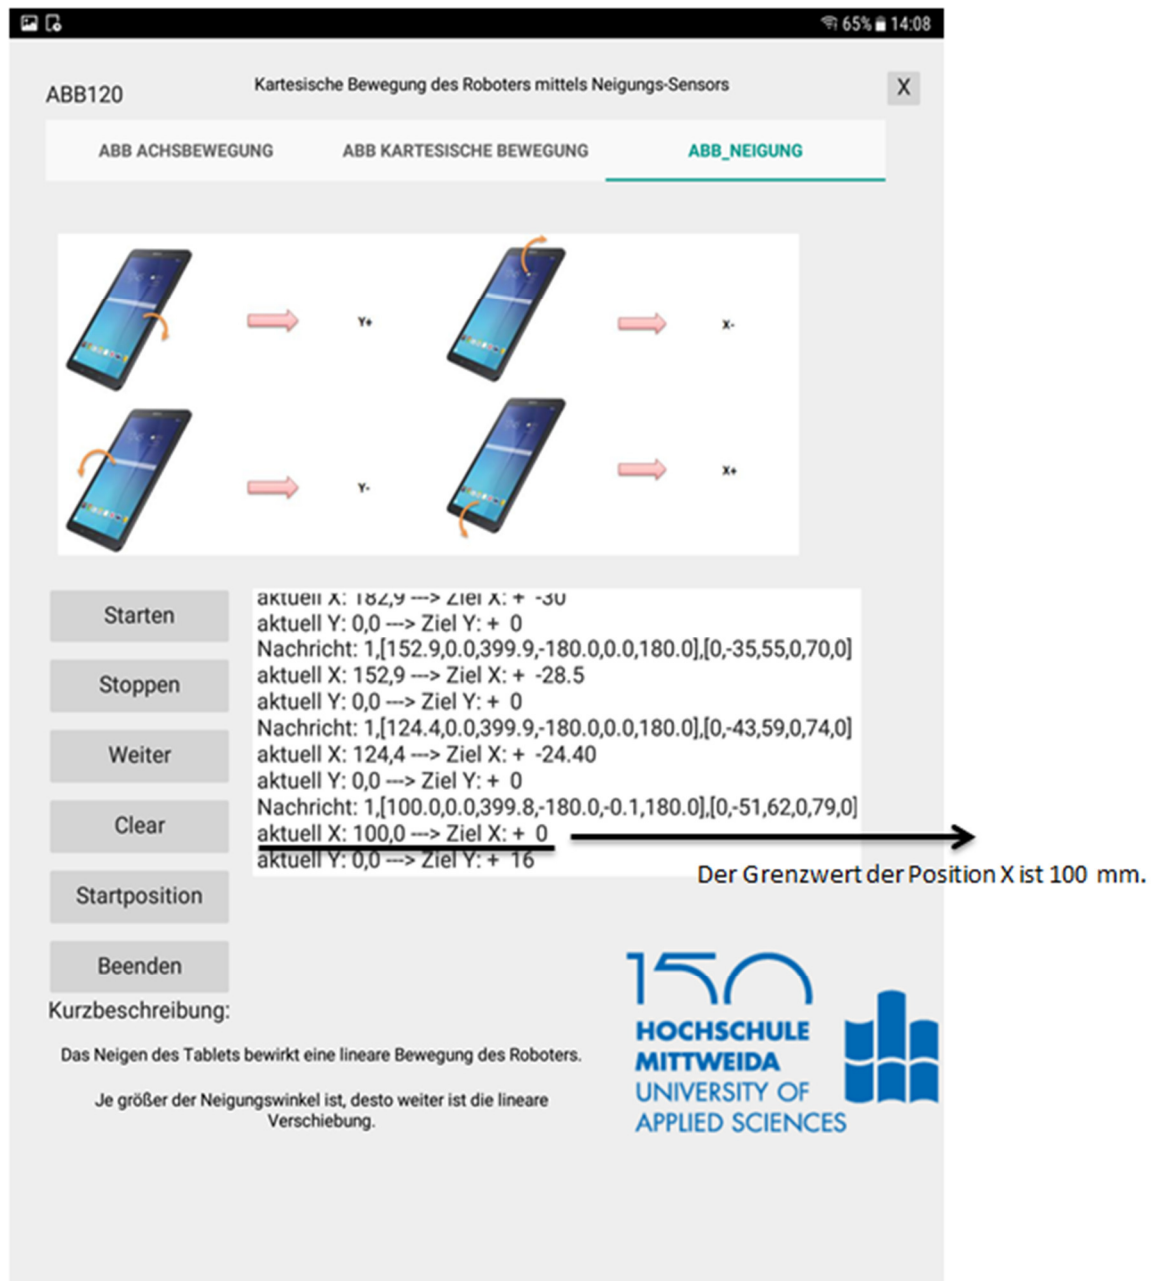 65% 14:08
Kartesische Bewegung des Roboters mittels Neigungs-Sensors
ABB120
X
ABB ACHSBEWEGUNG ABB KARTESISCHE BEWEGUNG ABB_NEIGUNG
Y+
X-
Y-
X+
Starten
Stoppen
Weiter
Clear
Startposition
Beenden
aktuell X: 182,9 ---> Ziel X: + -30
aktuell Y: 0,0 ---> Ziel Y: + 0
Nachricht: 1,[152.9,0.0,399.9,-180.0,0.0,180.0],[0,-35,55,0,70,0]
aktuell X: 152,9 ---> Ziel X: + -28.5
aktuell Y: 0,0 ---> Ziel Y: + 0
Nachricht: 1,[124.4,0.0,399.9,-180.0,0.0,180.0],[0,-43,59,0,74,0]
aktuell X: 124,4 ---> Ziel X: + -24.40
aktuell Y: 0,0 ---> Ziel Y: + 0
Nachricht: 1,[100.0,0.0,399.8,-180.0,-0.1,180.0],[0,-51,62,0,79,0]
aktuell X: 100,0 ---> Ziel X: + 0
aktuell Y: 0,0 ---> Ziel Y: + 16
Der Grenzwert der Position X ist 100 mm.
Kurzbeschreibung:
Das Neigen des Tablets bewirkt eine lineare Bewegung des Roboters.
Je größer der Neigungswinkel ist, desto weiter ist die lineare
Verschiebung.
150
HOCHSCHULE
MITTWEIDA
UNIVERSITY OF
APPLIED SCIENCES